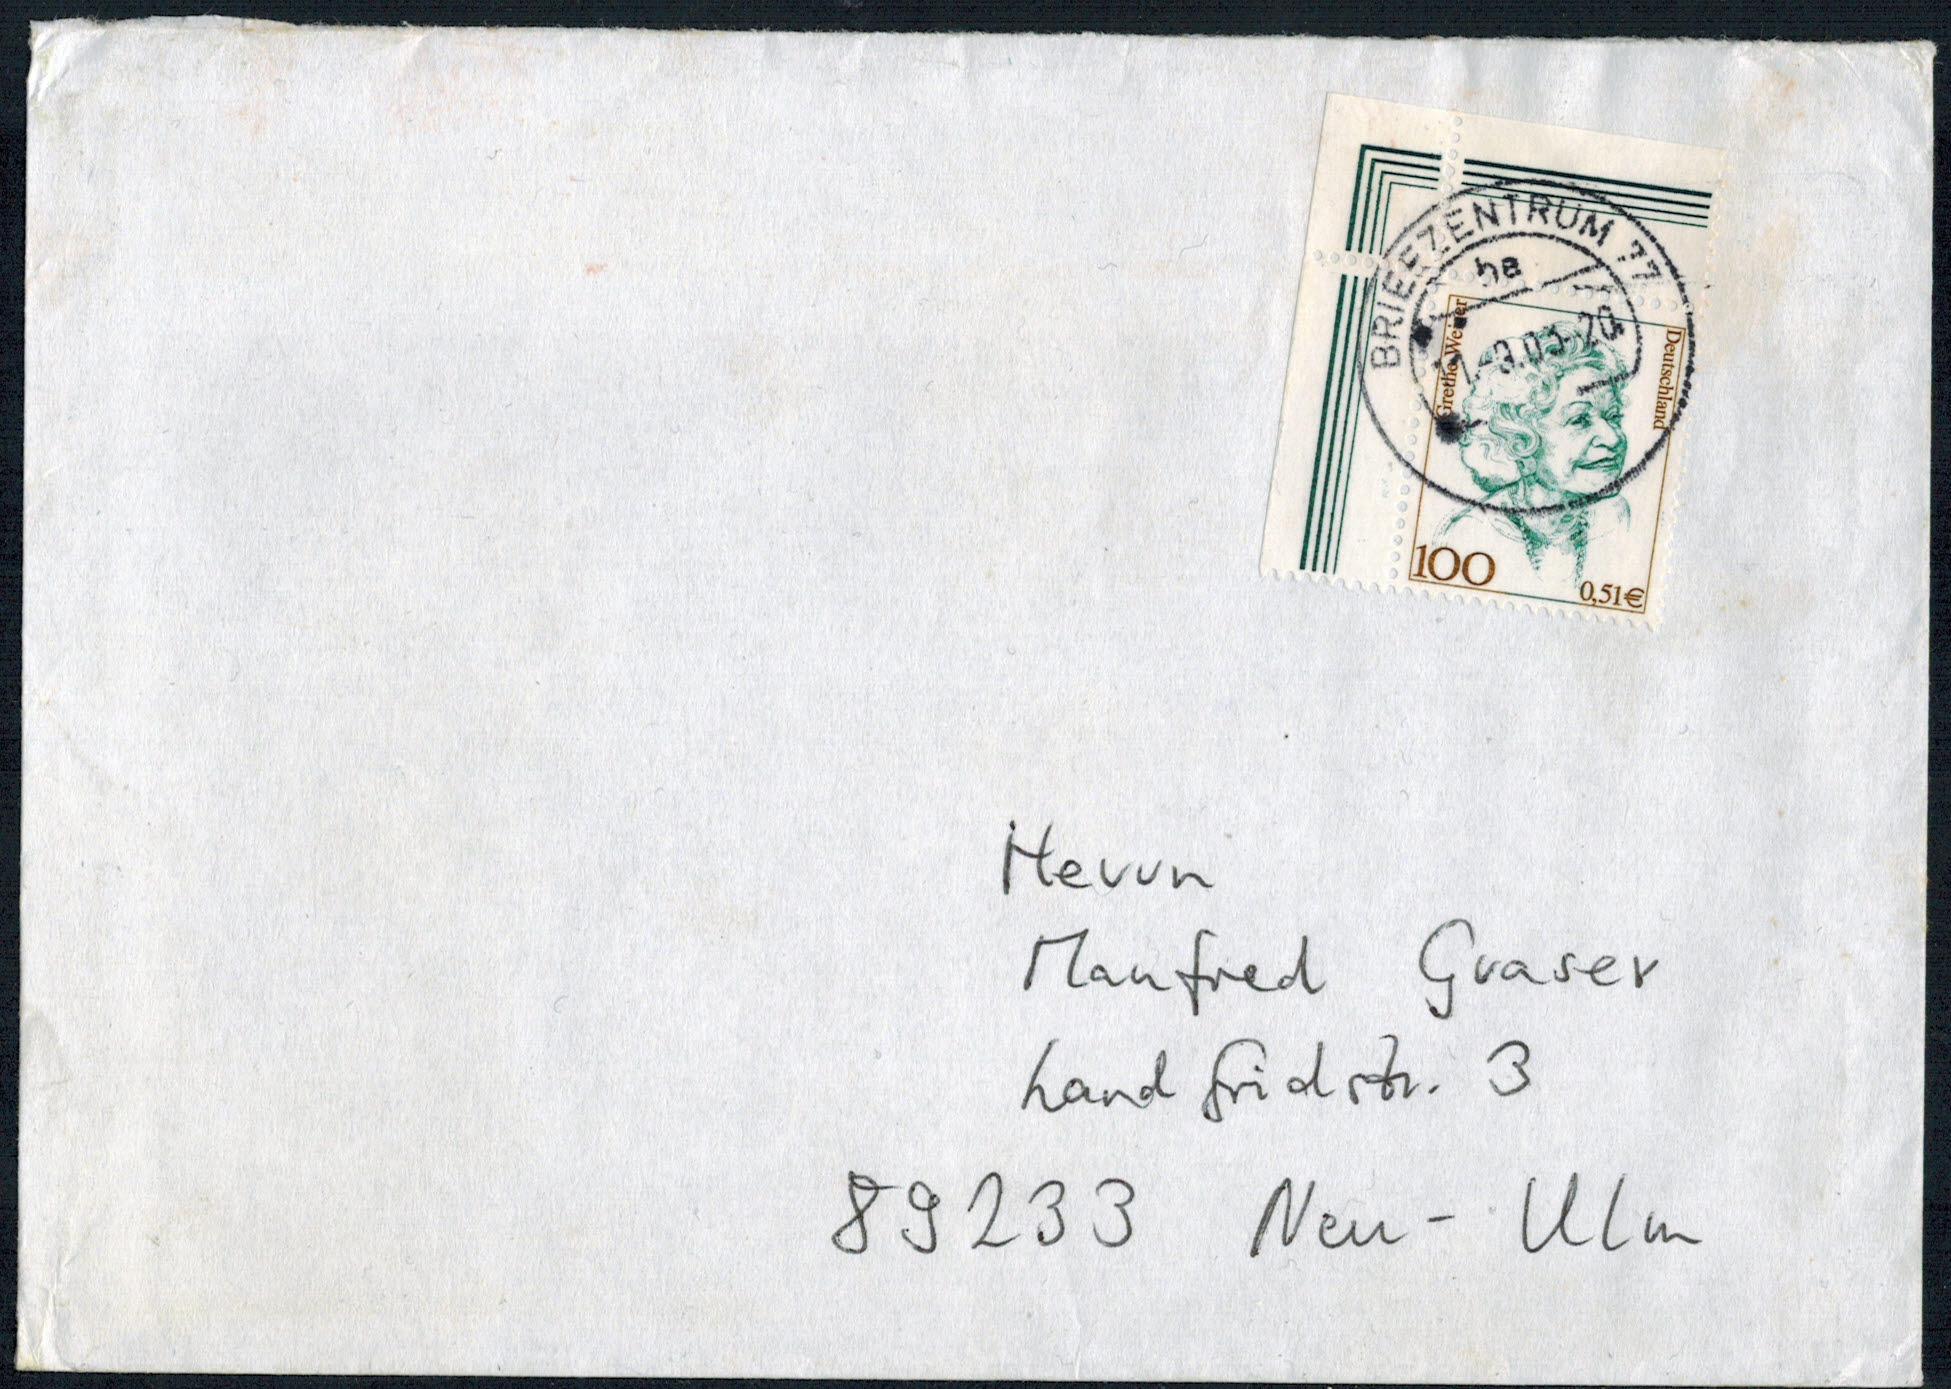 BRIEFZENTRUM 77
ha
Grethe Weiser
Deutschland
100
0,51€
Herrn
Manfred Graser
Landfridstr. 3
89233 Neu-Ulm